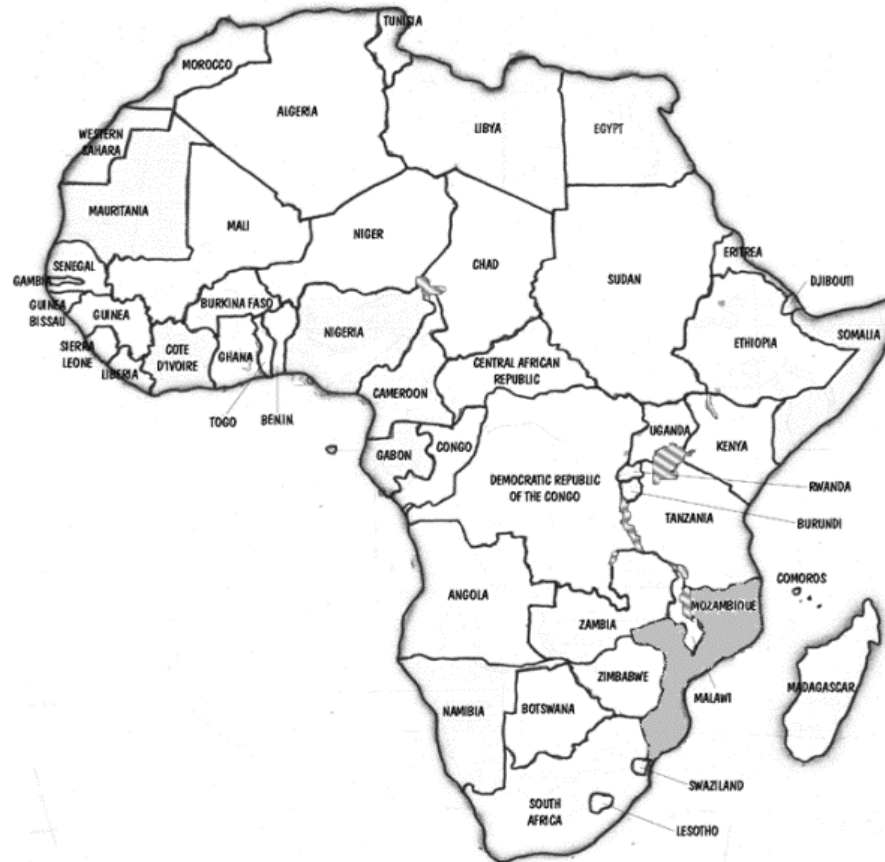 TUNISIA
MOROCCO
ALGERIA
LIBYA
EGYPT
WESTERN
SAHARA
MAURITANIA
MALI
NIGER
CHAD
SUDAN
ERITREA
DJIBOUTI
SENEGAL
GAMBIA
GUINEA
BISSAU
GUINEA
BURKINA FASO
NIGERIA
ETHIOPIA
SOMALIA
SIERRA
LEONE
LIBERIA
COTE
D'IVOIRE
GHANA
TOGO
BENIN
CAMEROON
CENTRAL AFRICAN
REPUBLIC
UGANDA
KENYA
GABON
CONGO
DEMOCRATIC REPUBLIC
OF THE CONGO
RWANDA
BURUNDI
TANZANIA
COMOROS
ANGOLA
ZAMBIA
MOZAMBIQUE
MALAWI
MADAGASCAR
NAMIBIA
BOTSWANA
ZIMBABWE
SWAZILAND
SOUTH
AFRICA
LESOTHO